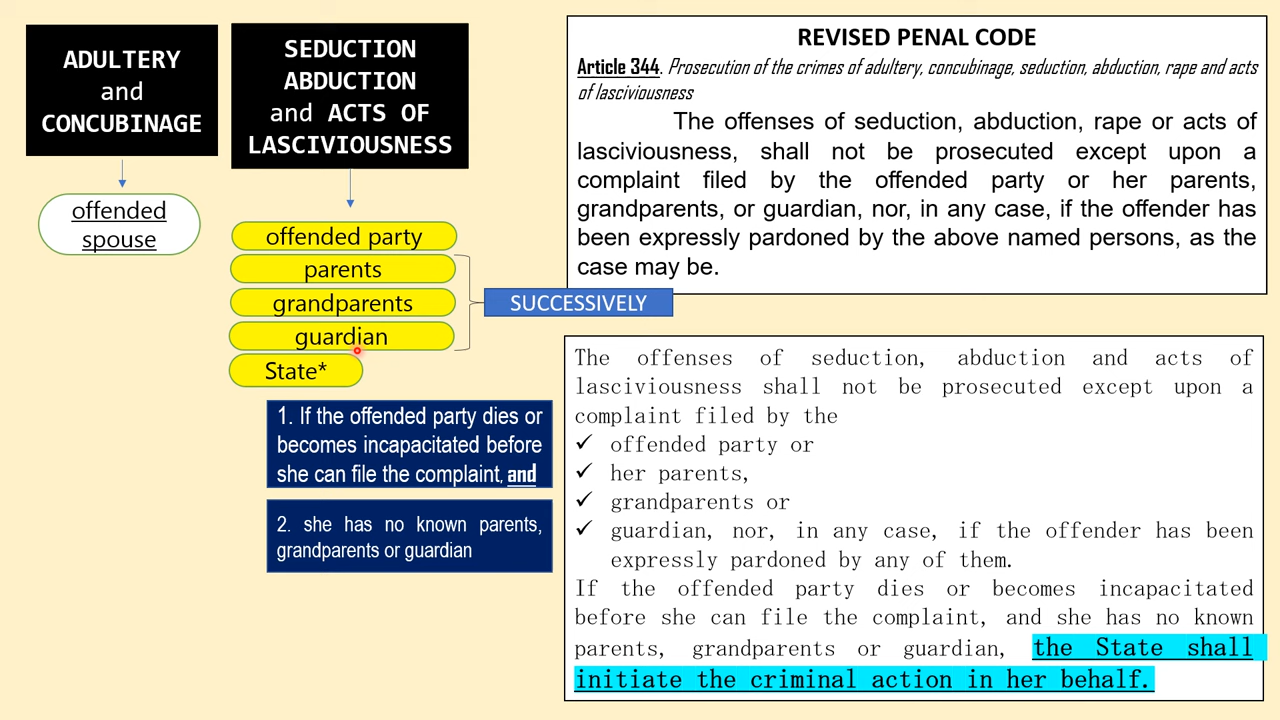 ADULTERY
and
CONCUBINAGE
offended
spouse
SEDUCTION
ABDUCTION
and ACTS OF
LASCIVIOUSNESS
offended party
parents
grandparents
guardian
State*
SUCCESSIVELY
1. If the offended party dies or
becomes incapacitated before
she can file the complaint, and
2. she has no known parents,
grandparents or guardian
REVISED PENAL CODE
Article 344. Prosecution of the crimes of adultery, concubinage, seduction, abduction, rape and acts
of lasciviousness
The offenses of seduction, abduction, rape or acts of
lasciviousness, shall not be prosecuted except upon a
complaint filed by the offended party or her parents,
grandparents, or guardian, nor, in any case, if the offender has
been expressly pardoned by the above named persons, as the
case may be.
The offenses of seduction, abduction and acts of
lasciviousness shall not be prosecuted except upon a
complaint filed by the
✓ offended party or
✓ her parents,
✓ grandparents or
✓ guardian, nor, in any case, if the offender has been
expressly pardoned by any of them.
If the offended party dies or becomes incapacitated
before she can file the complaint, and she has no known
parents, grandparents or guardian, the State shall
initiate the criminal action in her behalf.